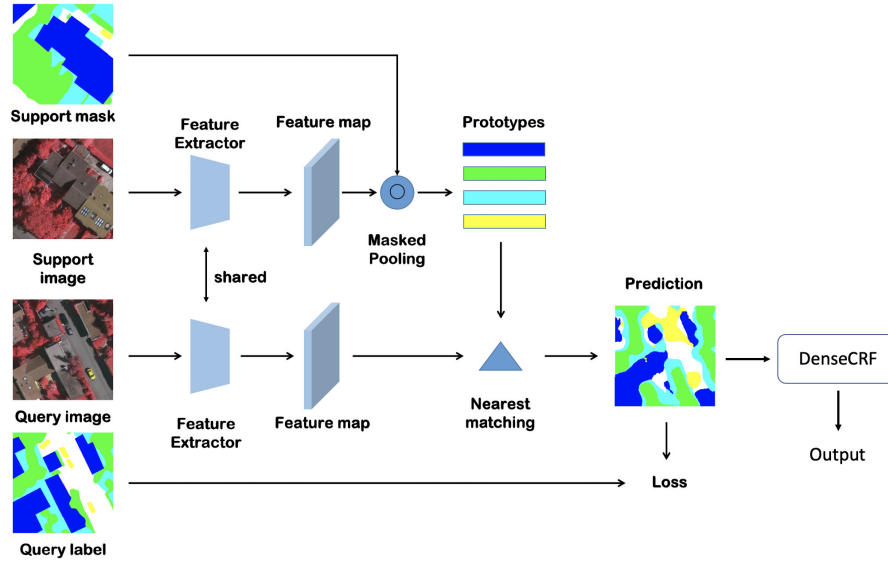 Support mask
Feature
Extractor
Feature map
Prototypes
Masked
Pooling
Support
image
shared
Prediction
DenseCRF
Query image
Feature
Extractor
Feature map
Nearest
matching
Output
Loss
Query label